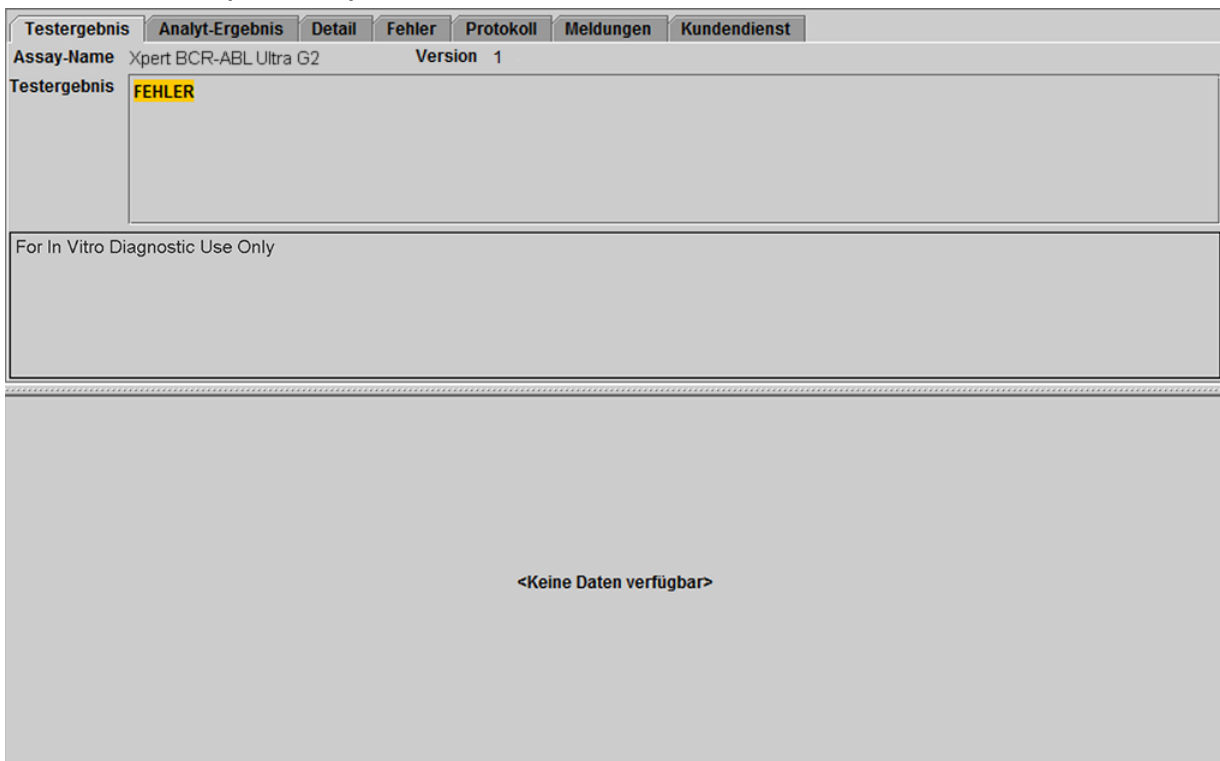 Testergebnis Analyt-Ergebnis Detail Fehler Protokoll Meldungen Kundendienst
Assay-Name Xpert BCR-ABL Ultra G2 Version 1
Testergebnis FEHLER
For In Vitro Diagnostic Use Only
<Keine Daten verfügbar>